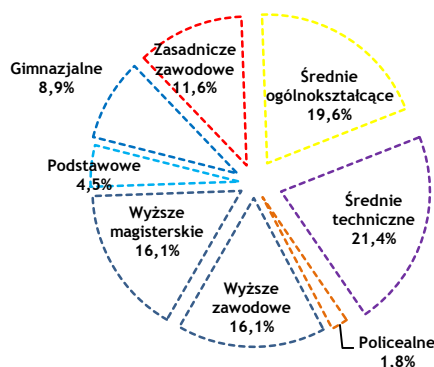 Zasadnicze
zawodowe
11,6%
Średnie
ogólnokształcące
19,6%
Gimnazjalne
8,9%
Podstawowe
4,5%
Średnie
techniczne
21,4%
Wyższe
magisterskie
16,1%
Wyższe
zawodowe
16,1%
Policealne
1,8%